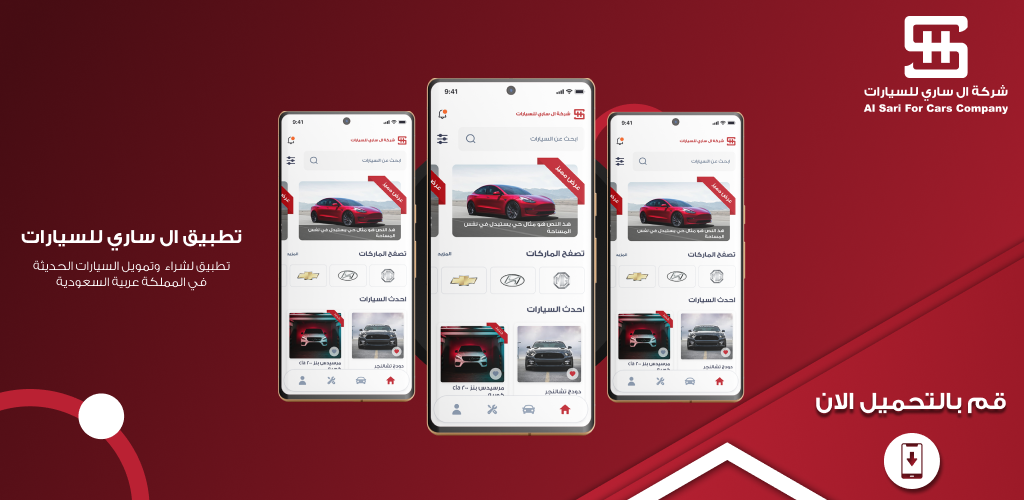 شركة ال ساري للسيارات
Al Sari For Cars Company
تطبيق ال ساري للسيارات
تطبيق لشراء وتمويل السيارات الحديثة
في المملكة عربية السعودية
9:41
شركة ال ساري للسيارات
ابحث عن السيارات
عرض مميز
هذ النص هو مثال حي يستبدل في نفس
المساحة
تصفح الماركات
المزيد
احدث السيارات
مرسيدس بنز cla ٢٠٠
دودج تشالنجر
9:41
شركة ال ساري للسيارات
ابحث عن السيارات
عرض مميز
هذ النص هو مثال حي يستبدل في نفس
المساحة
تصفح الماركات
المزيد
احدث السيارات
مرسيدس بنز cla ٢٠٠
دودج تشالنجر
9:41
شركة ال ساري للسيارات
ابحث عن السيارات
عرض مميز
هذ النص هو مثال حي يستبدل في نفس
المساحة
تصفح الماركات
المزيد
احدث السيارات
مرسيدس بنز cla ٢٠٠
دودج تشالنجر
قم بالتحميل الان